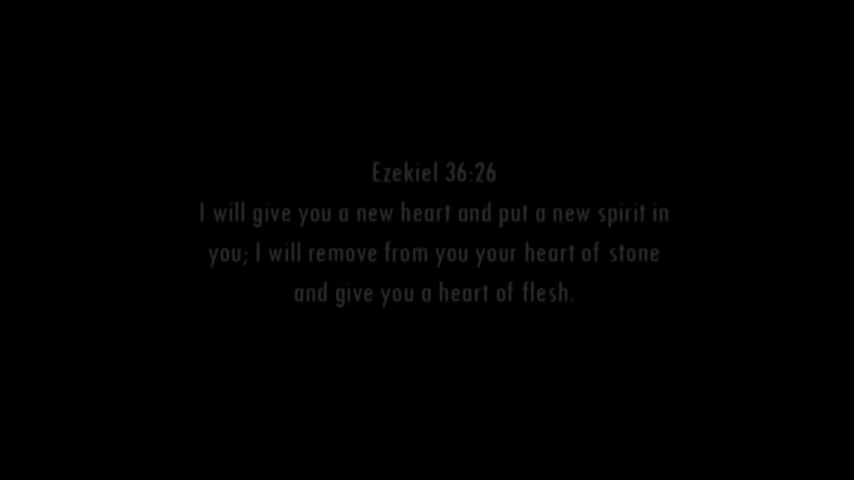 Ezekiel 36:26
I will give you a new heart and put a new spirit in
you; I will remove from you your heart of stone
and give you a heart of flesh.